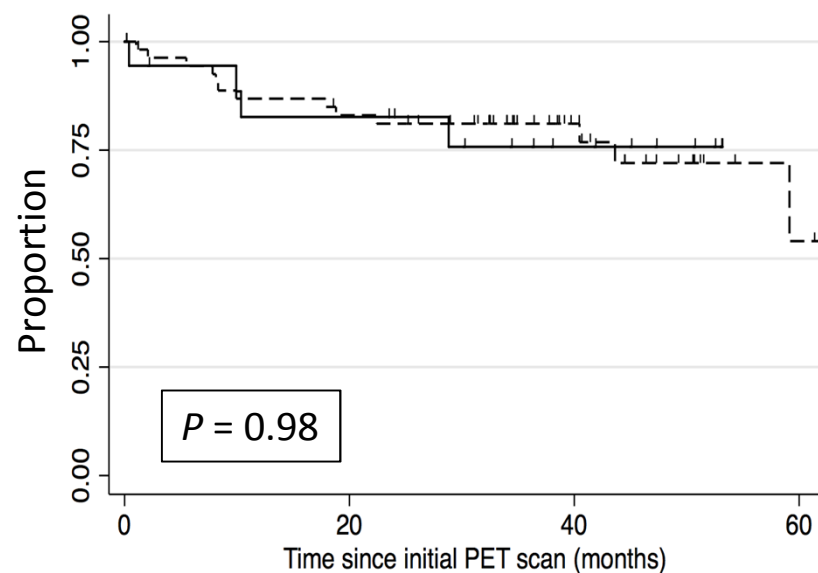 Proportion
1.00
0.75
0.50
0.25
0.00
P = 0.98
0 20 40 60
Time since initial PET scan (months)